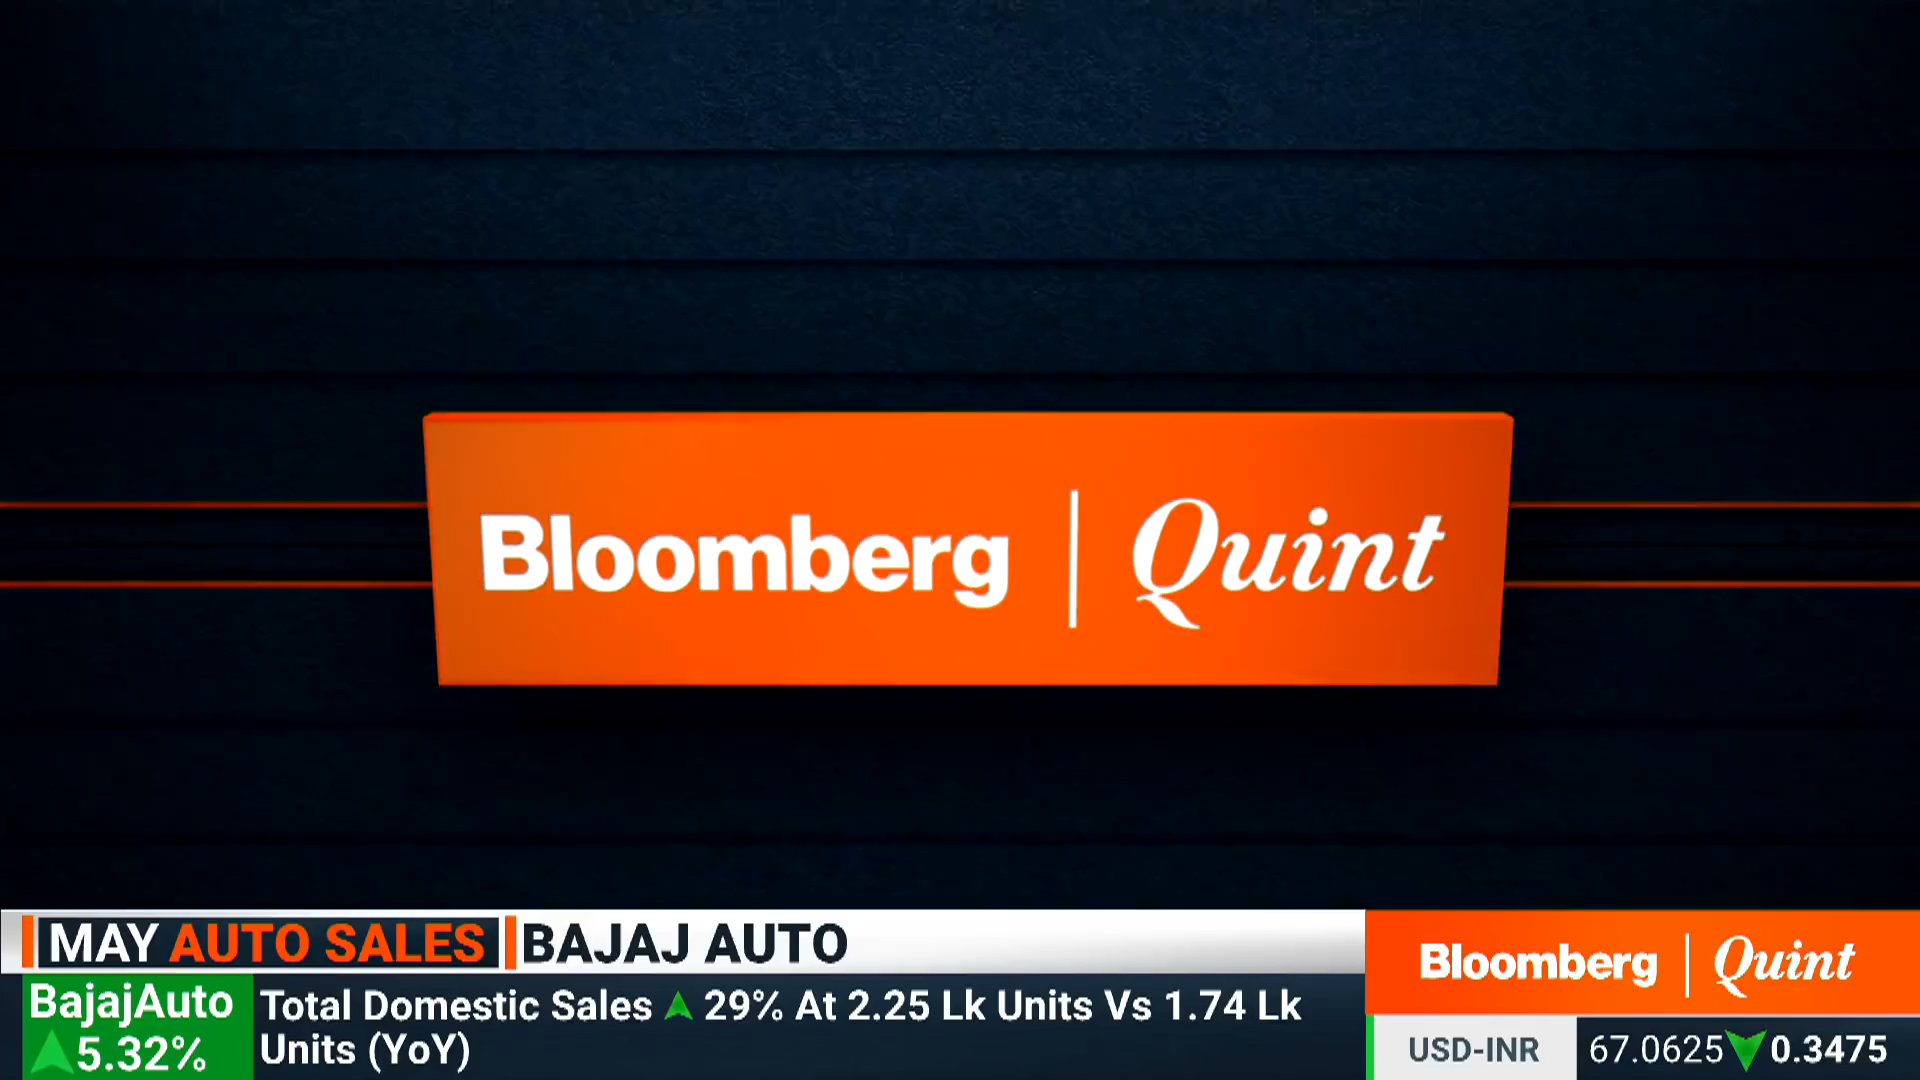 Bloomberg | Quint
MAY AUTO SALES BAJAJ AUTO
BajajAuto
▲5.32%
Total Domestic Sales ▲ 29% At 2.25 Lk Units Vs 1.74 Lk
Units (YoY)
Bloomberg | Quint
USD-INR 67.0625▼0.3475